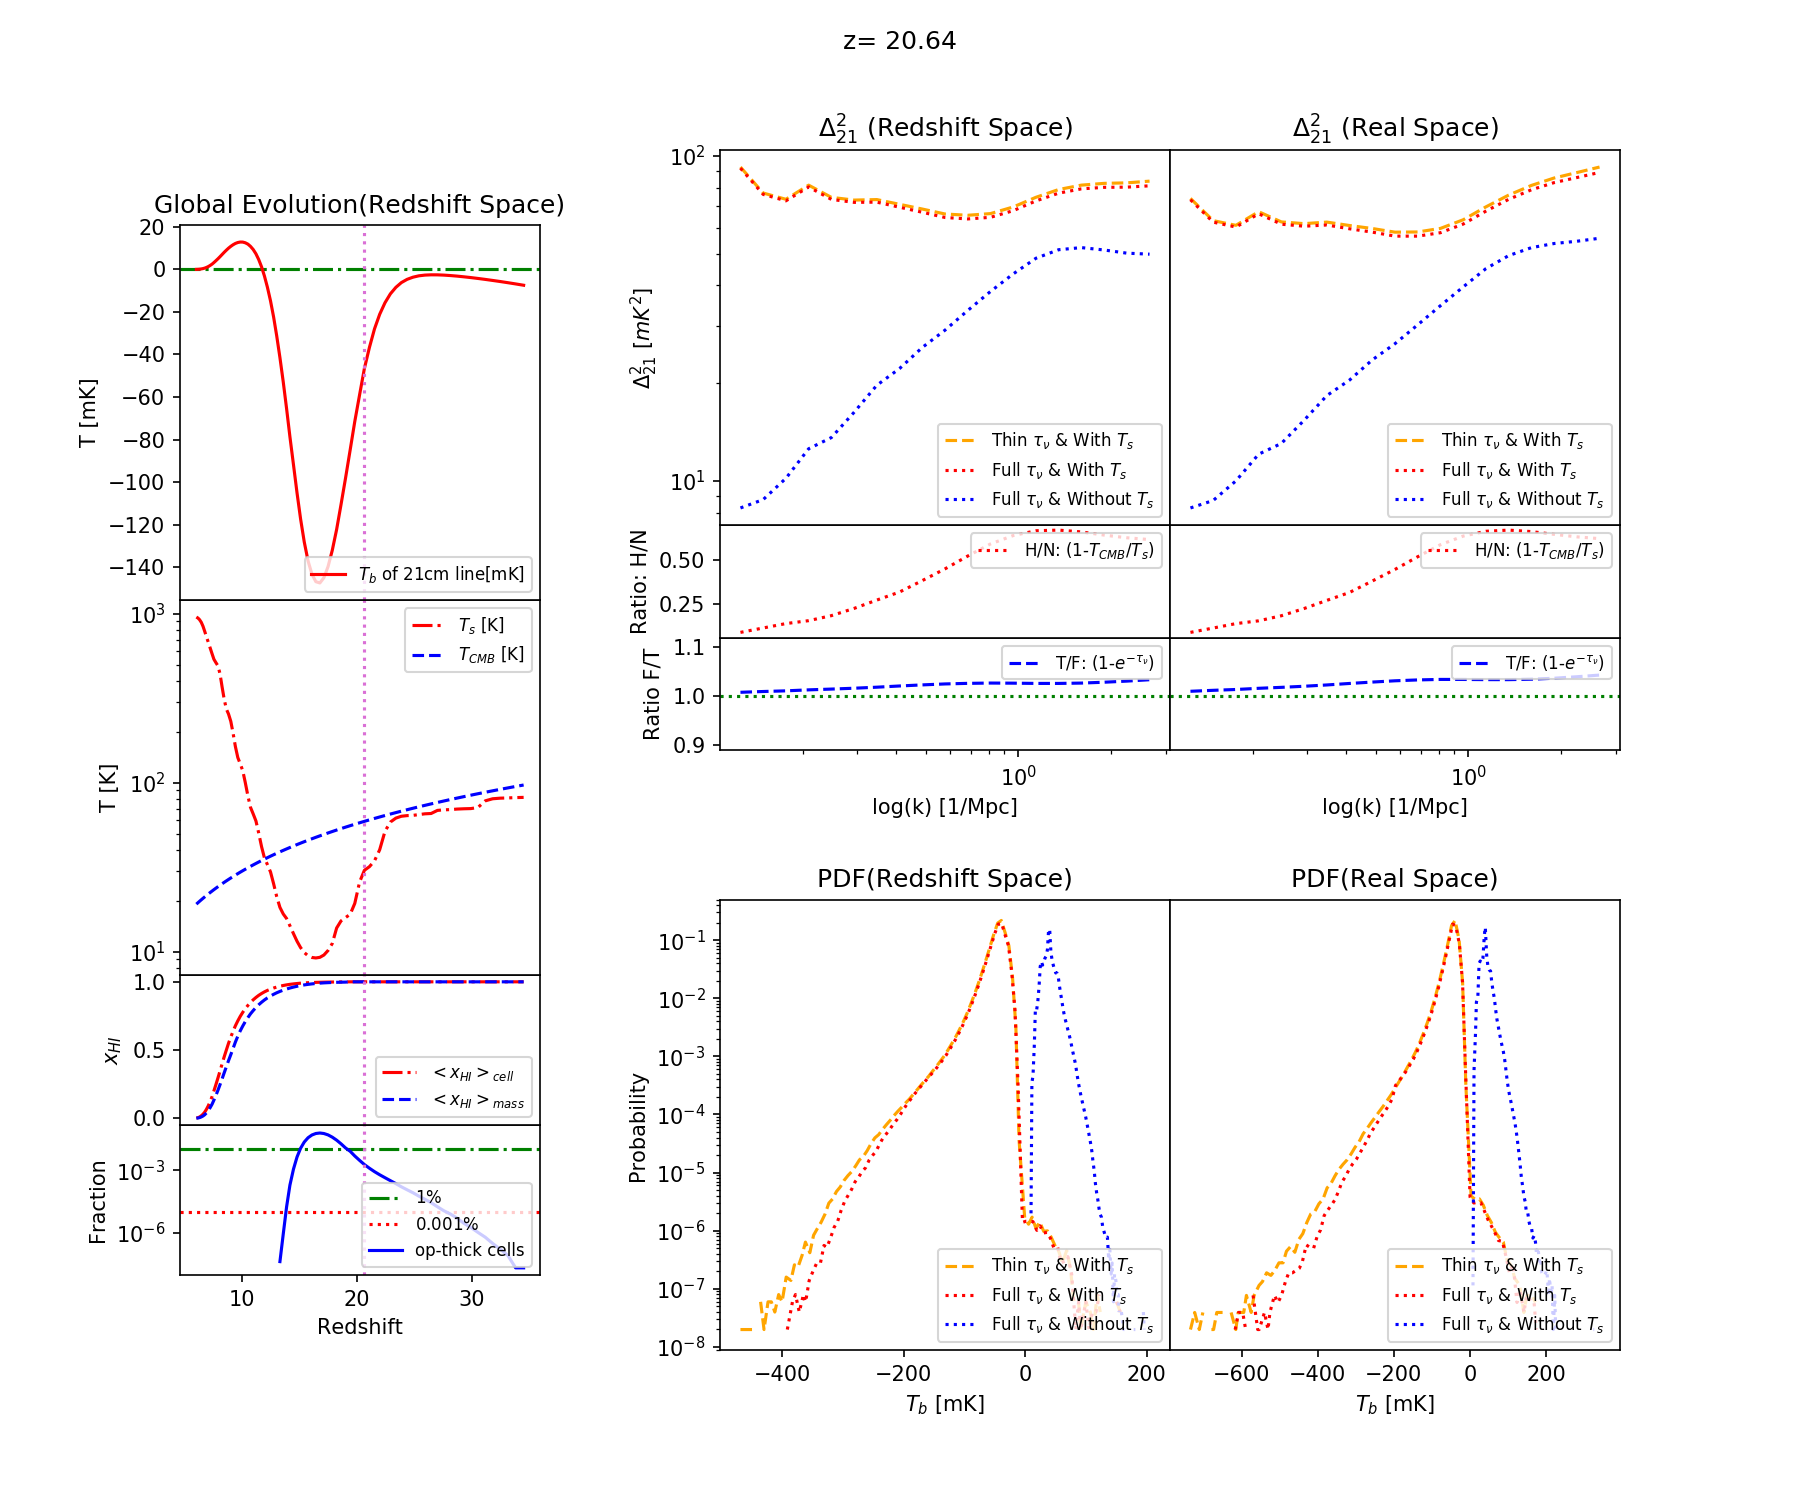 z= 20.64
Global Evolution(Redshift Space)
20
0
−20
−40
−60
−80
−100
−120
−140
T [mK]
T_b of 21cm line[mK]
10^3
10^2
10^1
T [K]
T_s [K]
T_CMB [K]
1.0
0.5
0.0
x_HI
< x_HI >_cell
< x_HI >_mass
10^−3
10^−6
Fraction
1%
0.001%
op-thick cells
10 20 30
Redshift
Δ^2_21 (Redshift Space) Δ^2_21 (Real Space)
10^2
10^1
Δ^2_21 [mK^2]
Thin τ_ν & With T_s
Full τ_ν & With T_s
Full τ_ν & Without T_s
Thin τ_ν & With T_s
Full τ_ν & With T_s
Full τ_ν & Without T_s
0.50
0.25
Ratio: H/N
H/N: (1-T_CMB/T_s)
H/N: (1-T_CMB/T_s)
1.1
1.0
0.9
Ratio F/T
T/F: (1-e^−τ_ν)
T/F: (1-e^−τ_ν)
10^0 10^0
log(k) [1/Mpc] log(k) [1/Mpc]
PDF(Redshift Space) PDF(Real Space)
10^−1
10^−2
10^−3
10^−4
10^−5
10^−6
10^−7
10^−8
Probability
Thin τ_ν & With T_s
Full τ_ν & With T_s
Full τ_ν & Without T_s
Thin τ_ν & With T_s
Full τ_ν & With T_s
Full τ_ν & Without T_s
−400 −200 0 200 −600 −400 −200 0 200
T_b [mK] T_b [mK]